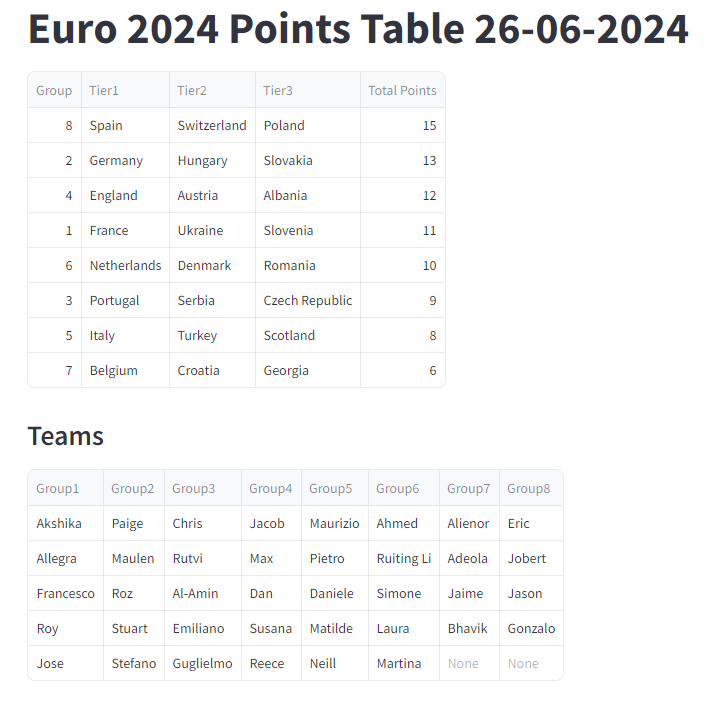 Euro 2024 Points Table 26-06-2024
Group Tier1 Tier2 Tier3 Total Points
8 Spain Switzerland Poland 15
2 Germany Hungary Slovakia 13
4 England Austria Albania 12
1 France Ukraine Slovenia 11
6 Netherlands Denmark Romania 10
3 Portugal Serbia Czech Republic 9
5 Italy Turkey Scotland 8
7 Belgium Croatia Georgia 6
Teams
Group1 Group2 Group3 Group4 Group5 Group6 Group7 Group8
Akshika Paige Chris Jacob Maurizio Ahmed Alienor Eric
Allegra Maulen Rutvi Max Pietro Ruiting Li Adeola Jobert
Francesco Roz Al-Amin Dan Daniele Simone Jaime Jason
Roy Stuart Emiliano Susana Matilde Laura Bhavik Gonzalo
Jose Stefano Guglielmo Reece Neill Martina None None